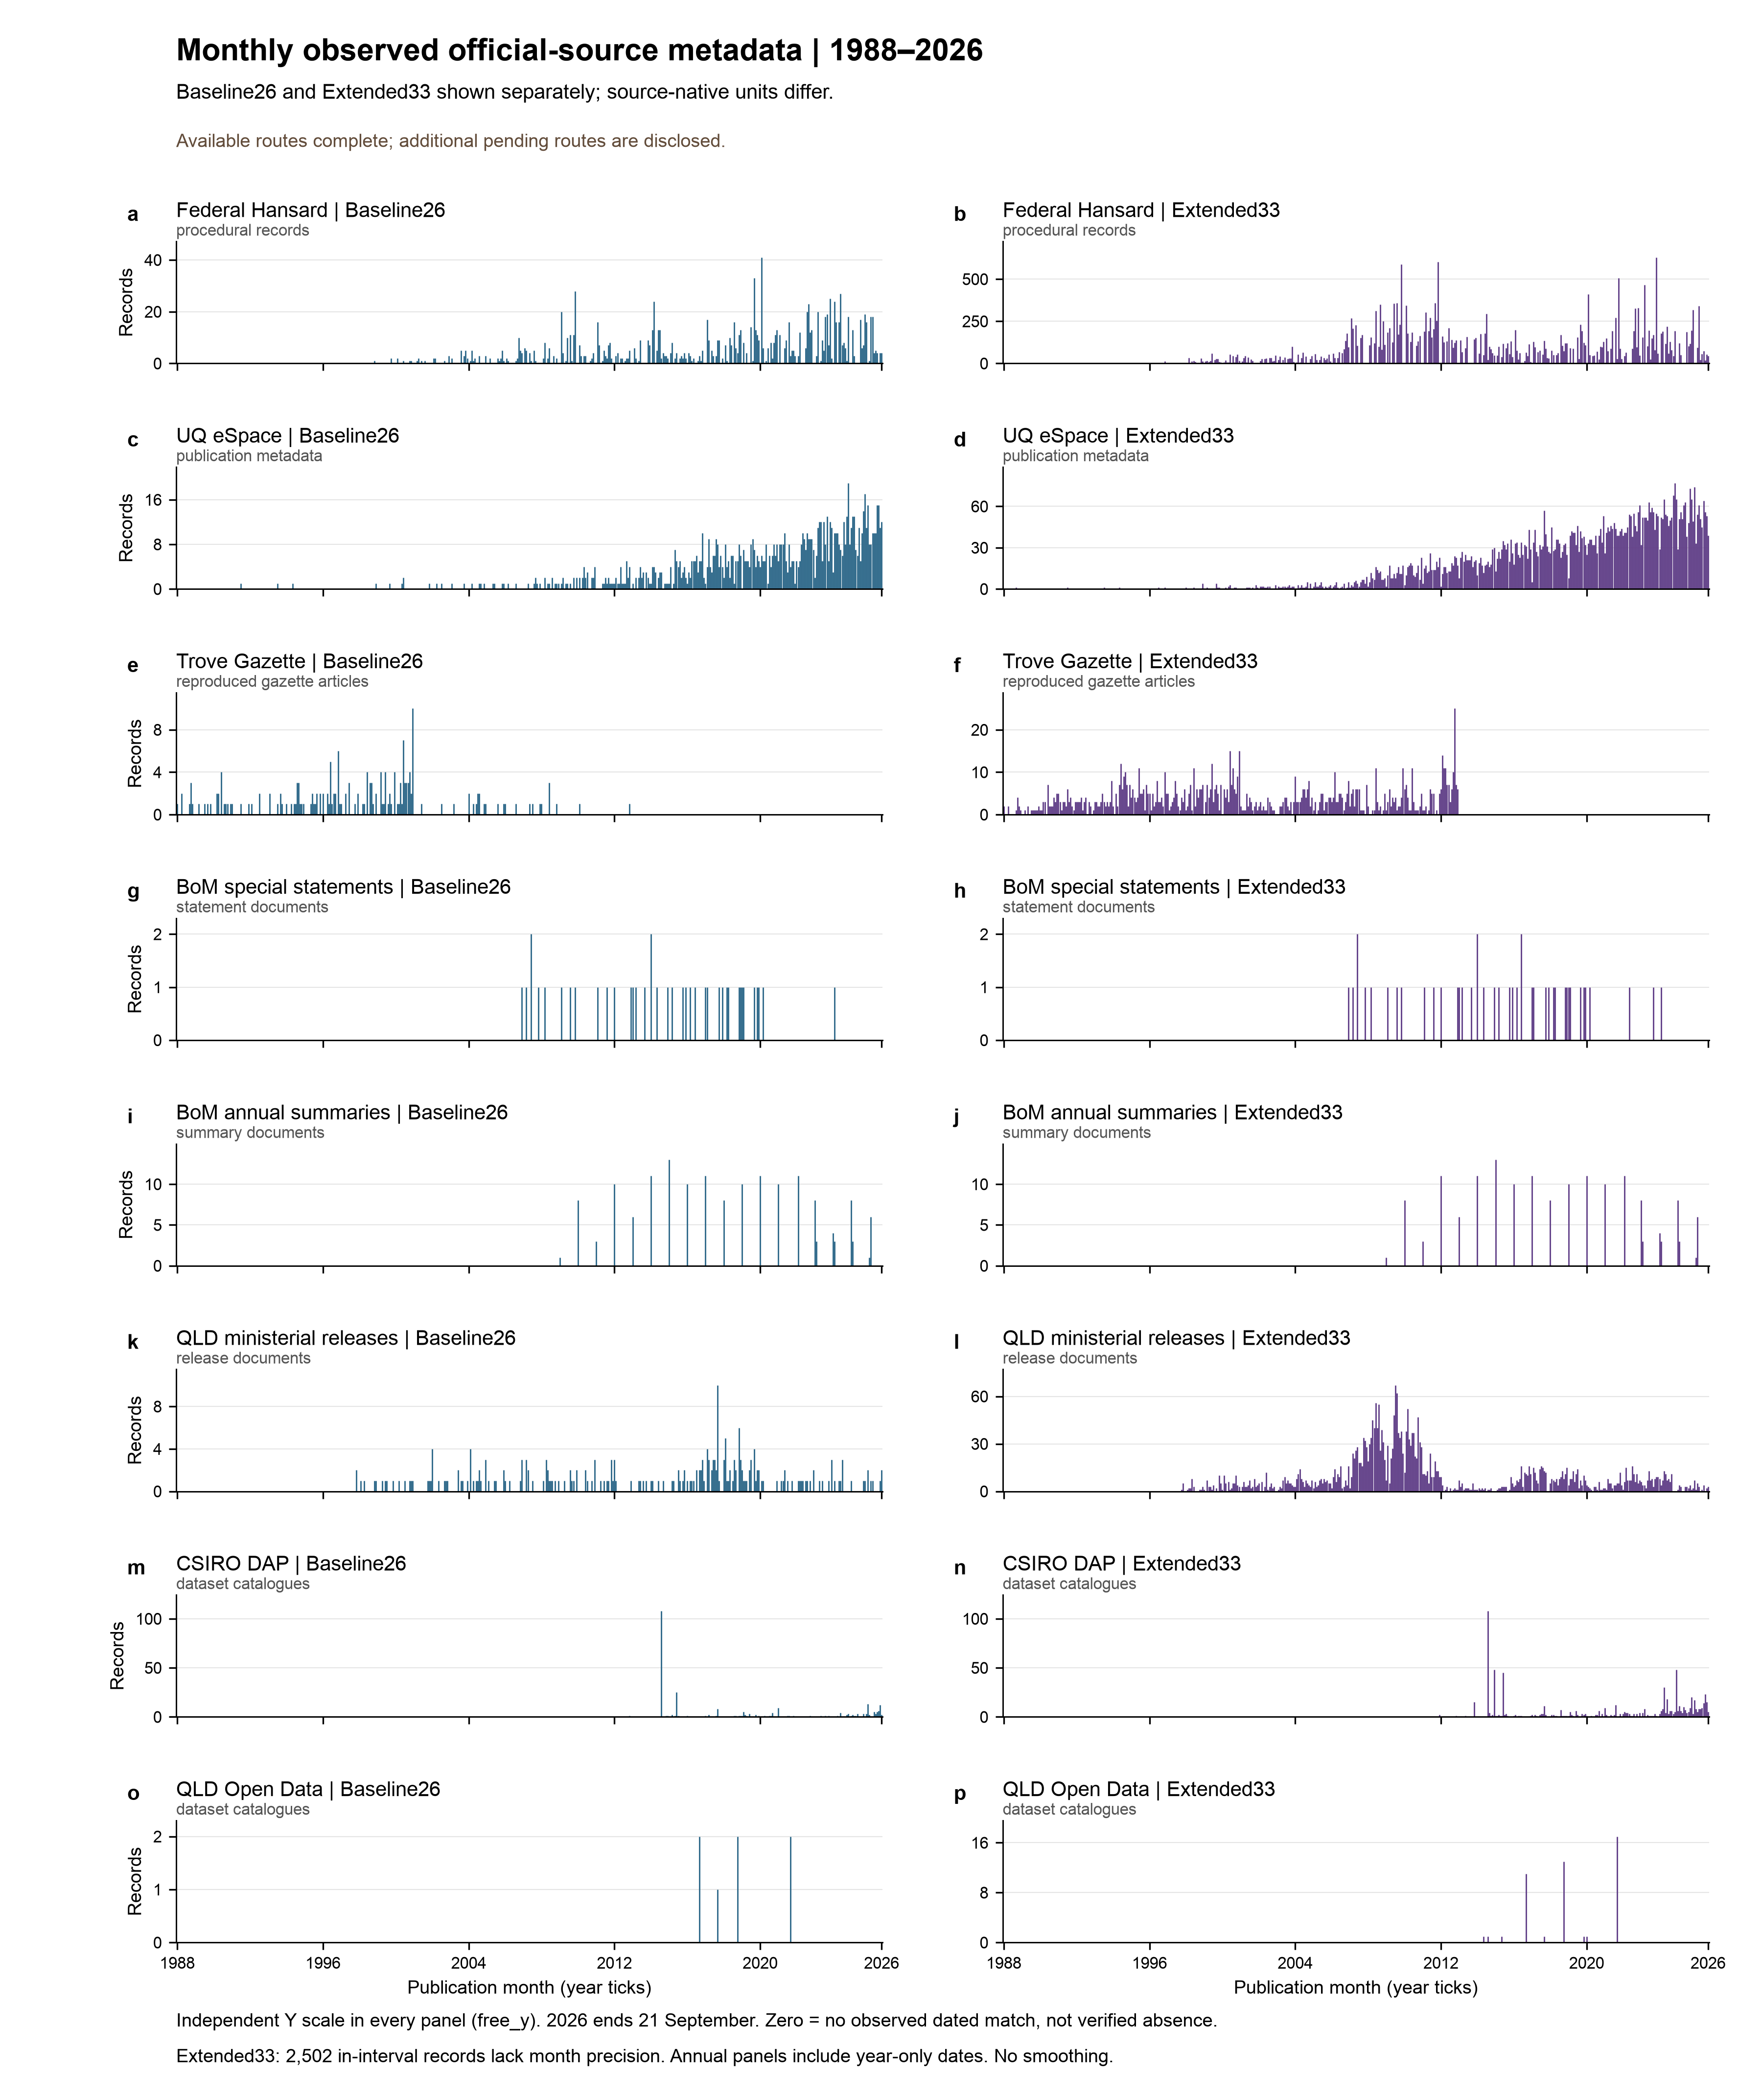 Monthly observed official-source metadata | 1988–2026
Baseline26 and Extended33 shown separately; source-native units differ.
Available routes complete; additional pending routes are disclosed.
a Federal Hansard | Baseline26
procedural records
Records
40
20
0
b Federal Hansard | Extended33
procedural records
500
250
0
c UQ eSpace | Baseline26
publication metadata
Records
16
8
0
d UQ eSpace | Extended33
publication metadata
60
30
0
e Trove Gazette | Baseline26
reproduced gazette articles
Records
8
4
0
f Trove Gazette | Extended33
reproduced gazette articles
20
10
0
g BoM special statements | Baseline26
statement documents
Records
2
1
0
h BoM special statements | Extended33
statement documents
2
1
0
i BoM annual summaries | Baseline26
summary documents
Records
10
5
0
j BoM annual summaries | Extended33
summary documents
10
5
0
k QLD ministerial releases | Baseline26
release documents
Records
8
4
0
l QLD ministerial releases | Extended33
release documents
60
30
0
m CSIRO DAP | Baseline26
dataset catalogues
Records
100
50
0
n CSIRO DAP | Extended33
dataset catalogues
100
50
0
o QLD Open Data | Baseline26
dataset catalogues
Records
2
1
0
1988 1996 2004 2012 2020 2026
Publication month (year ticks)
p QLD Open Data | Extended33
dataset catalogues
16
8
0
1988 1996 2004 2012 2020 2026
Publication month (year ticks)
Independent Y scale in every panel (free_y). 2026 ends 21 September. Zero = no observed dated match, not verified absence.
Extended33: 2,502 in-interval records lack month precision. Annual panels include year-only dates. No smoothing.